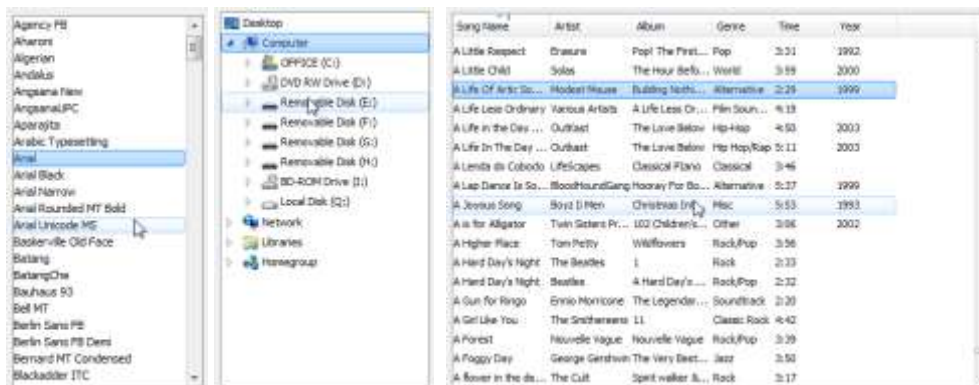 Agency FB
Aharoni
Algerian
Andalus
Angsana New
AngsanaUPC
Aparajita
Arabic Typesetting
Arial
Arial Black
Arial Narrow
Arial Rounded MT Bold
Arial Unicode MS
Baskerville Old Face
Batang
BatangChe
Bauhaus 93
Bell MT
Berlin Sans FB
Berlin Sans FB Demi
Bernard MT Condensed
Blackadder ITC
Desktop
Computer
OFFICE (C:)
DVD RW Drive (D:)
Removable Disk (E:)
Removable Disk (F:)
Removable Disk (G:)
Removable Disk (H:)
BD-ROM Drive (I:)
Local Disk (Q:)
Network
Libraries
Homegroup
Song Name Artist Album Genre Time Year
A Little Respect Erasure Pop! The First... Pop 3:31 1992
A Little Child Solas The Hour Befo... World 3:59 2000
A Life Of Artic So... Modest Mouse Building Nothi... Alternative 2:29 1999
A Life Less Ordinary Various Artists A Life Less Or... Film Soun... 4:19
A Life in the Day ... Outkast The Love Below Hip-Hop 4:50 2003
A Life In The Day ... Outkast The Love Below Hip Hop/Rap 5:11 2003
A Lenda do Caboclo LifeScapes Classical Piano Classical 3:46
A Lap Dance Is So... BloodHoundGang Hooray For Bo... Alternative 5:37 1999
A Joyous Song Boyz II Men Christmas Int Misc 5:53 1993
A is for Alligator Twin Sisters Pr... 102 Children's... Other 3:06 2002
A Higher Place Tom Petty Wildflowers Rock/Pop 3:56
A Hard Day's Night The Beatles 1 Rock 2:33
A Hard Day's Night Beatles A Hard Day's ... Rock/Pop 2:32
A Gun for Ringo Ennio Morricone The Legendar... Soundtrack 2:20
A Girl Like You The Smithereens 11 Classic Rock 4:42
A Forest Nouvelle Vague Nouvelle Vague Rock/Pop 3:39
A Foggy Day George Gershwin The Very Best... Jazz 3:50
A flower in the de... The Cult Spirit walker &... Rock 3:17